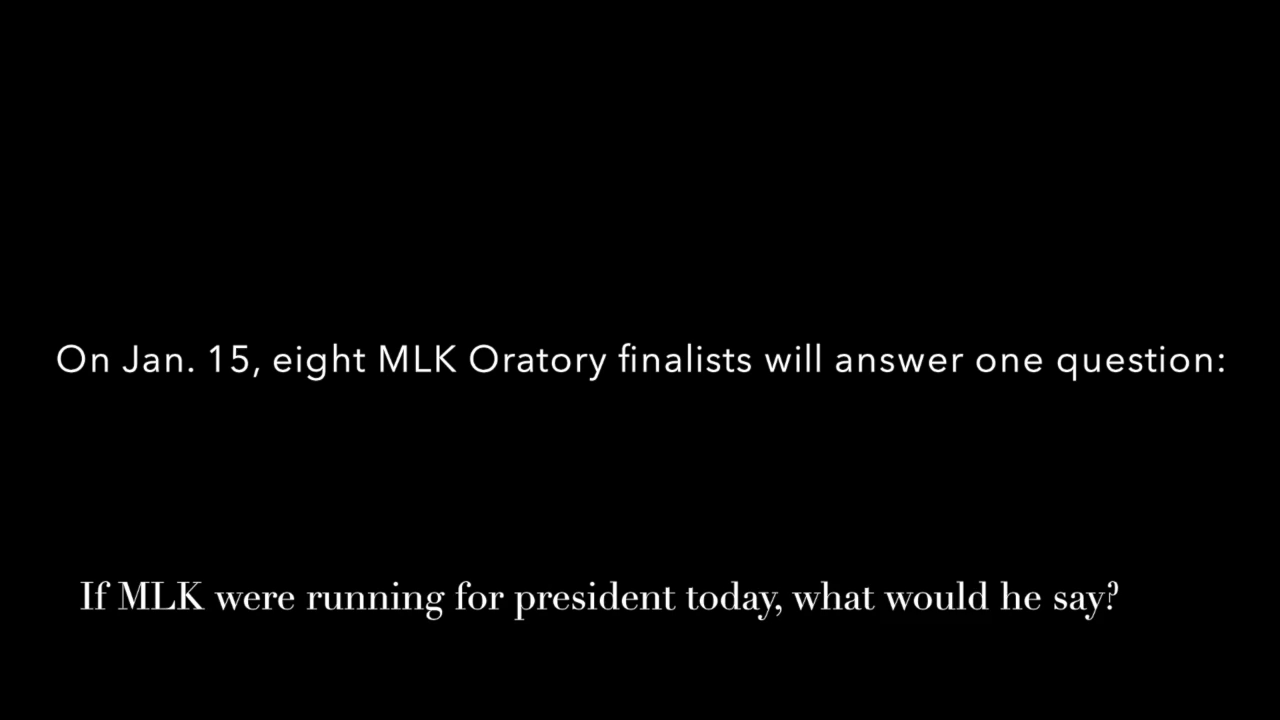 On Jan. 15, eight MLK Oratory finalists will answer one question:
If MLK were running for president today, what would he say?